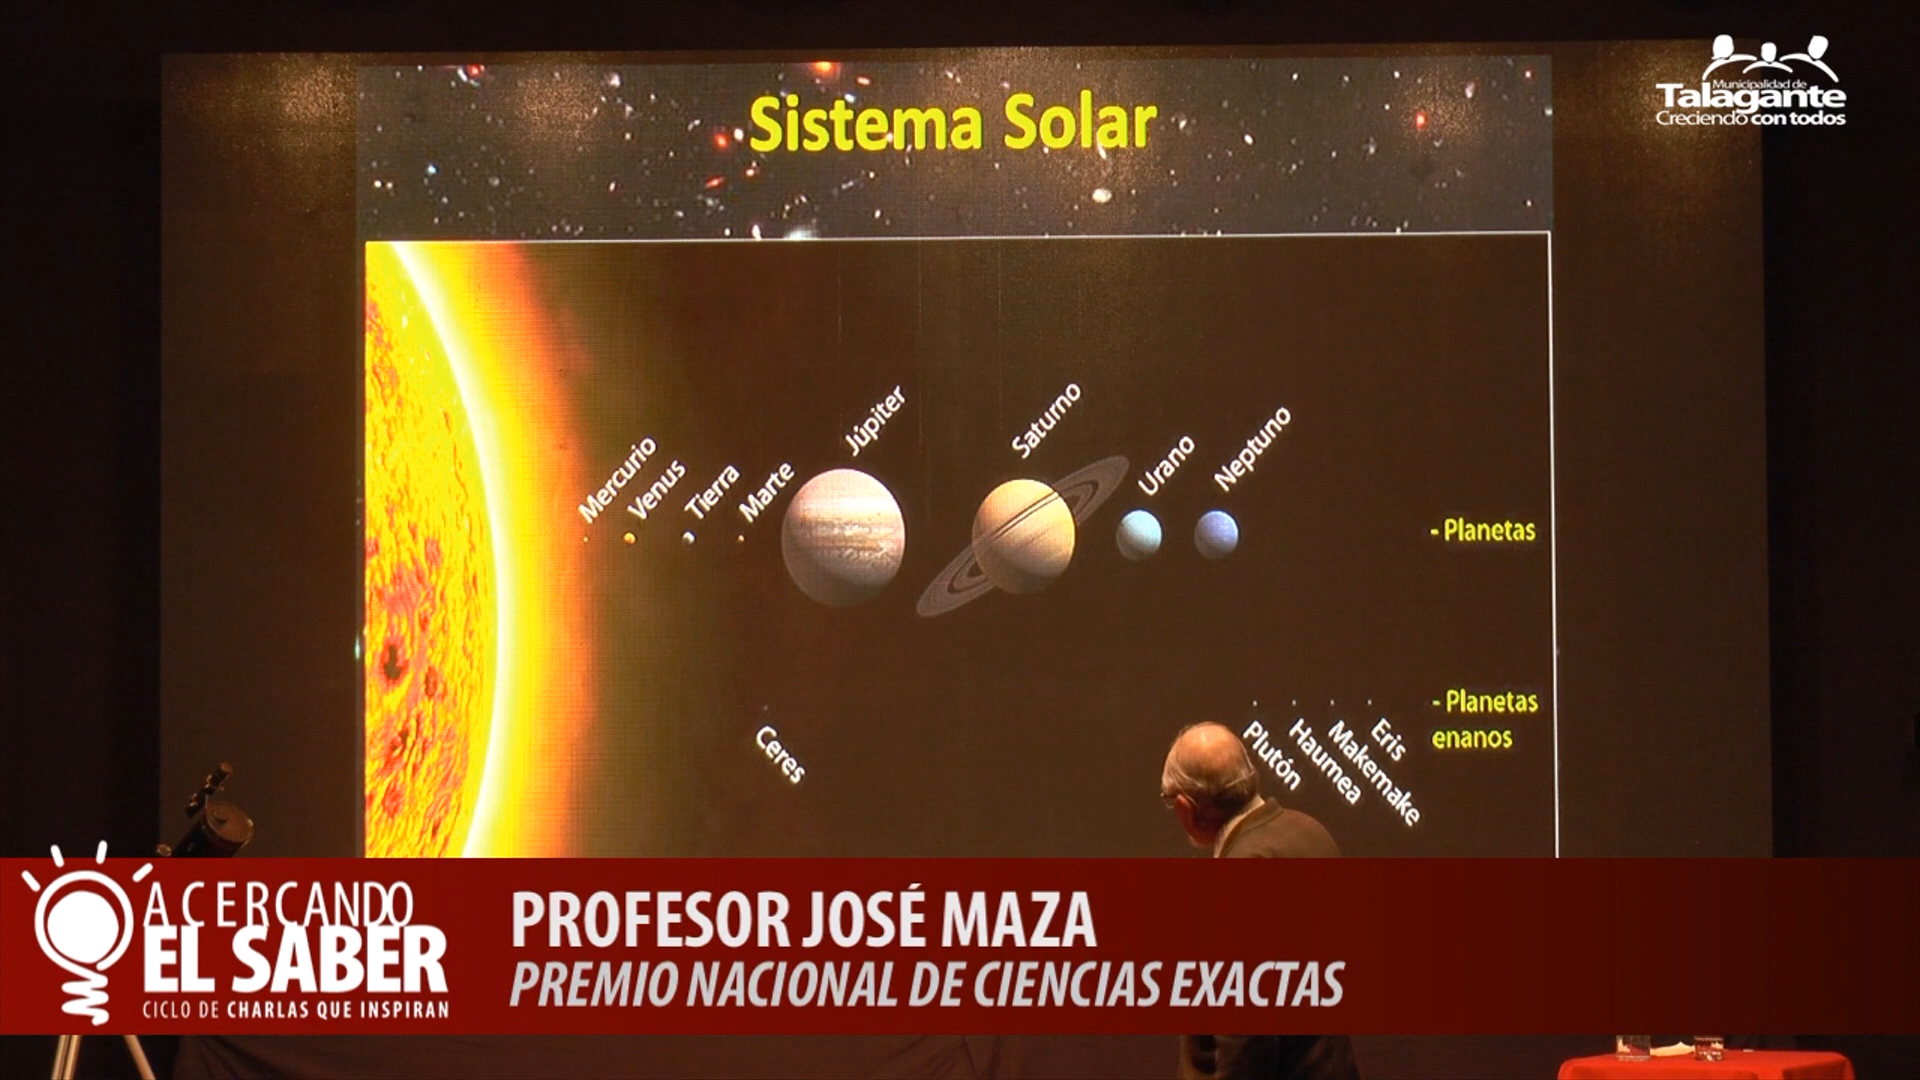 Municipalidad de
Talagante
Creciendo con todos
Sistema Solar
Mercurio
Venus
Tierra
Marte
Júpiter
Saturno
Urano
Neptuno
- Planetas
Ceres
Plutón
Haumea
Makemake
Eris
- Planetas
enanos
ACERCANDO
EL SABER
CICLO DE CHARLAS QUE INSPIRAN
PROFESOR JOSÉ MAZA
PREMIO NACIONAL DE CIENCIAS EXACTAS